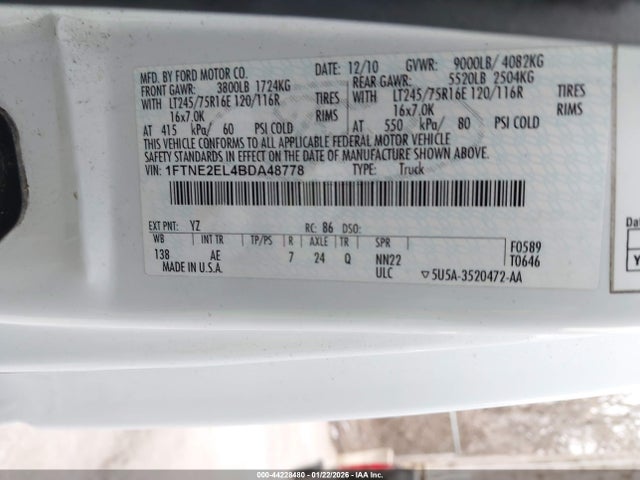 MFD. BY FORD MOTOR CO. DATE: 12/10 GVWR: 9000LB/ 4082KG
FRONT GAWR: 3800LB 1724KG REAR GAWR: 5520LB 2504KG
WITH LT245/75R16E 120/116R TIRES WITH LT245/75R16E 120/116R TIRES
16x7.0K RIMS 16x7.0K RIMS
AT 415 kPa/ 60 PSI COLD AT 550 kPa/ 80 PSI COLD
THIS VEHICLE CONFORMS TO ALL APPLICABLE FEDERAL MOTOR VEHICLE
SAFETY STANDARDS IN EFFECT ON THE DATE OF MANUFACTURE SHOWN ABOVE.
VIN: 1FTNE2EL4BDA48778 TYPE: Truck
EXT PNT: YZ RC: 86 DSO:
WB INT TR TP/PS R AXLE TR SPR F0589
138 AE 7 24 Q NN22 T0646
MADE IN U.S.A. ULC ▽5U5A-3520472-AA
Da
Y
000-44228480 - 01/22/2026 - IAA Inc.